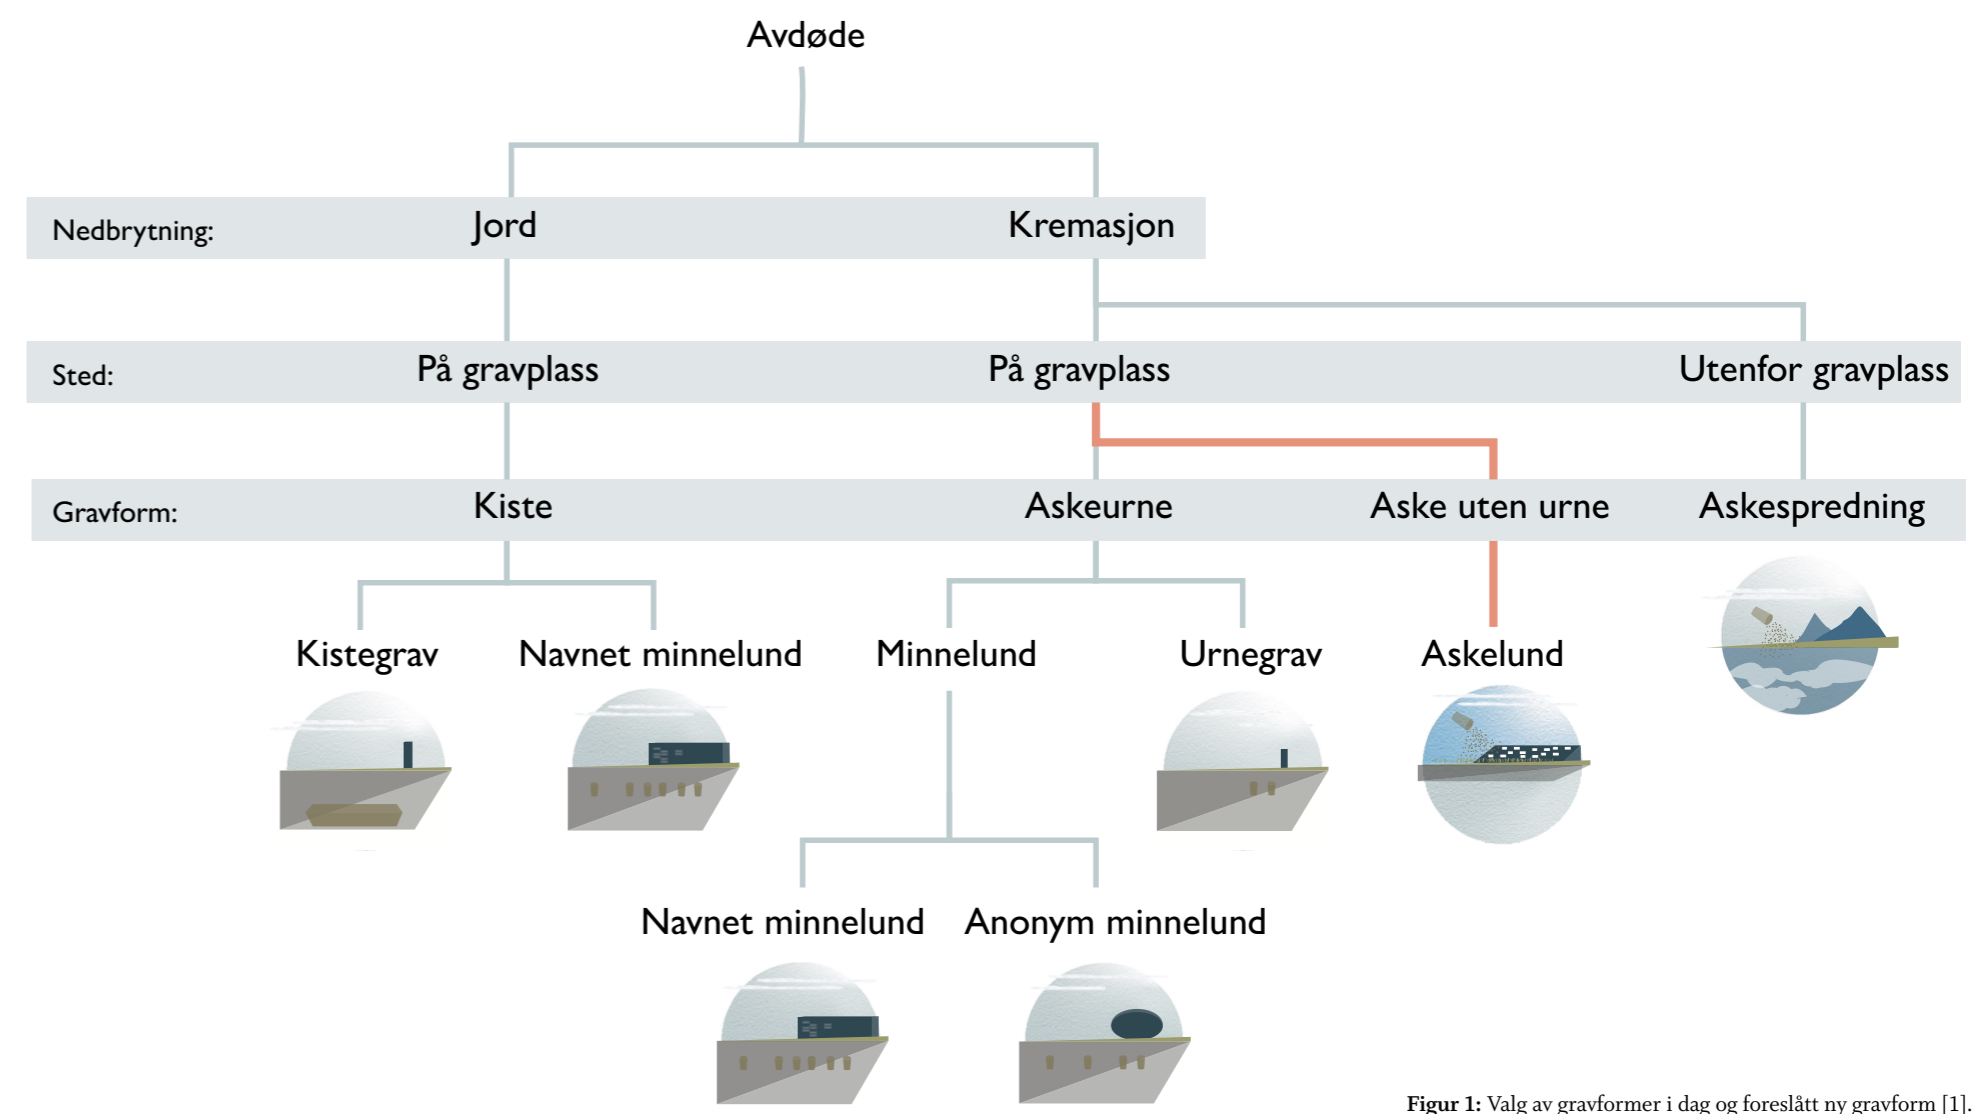 Avdøde
Nedbrytning: Jord Kremasjon
Sted: På gravplass På gravplass Utenfor gravplass
Gravform: Kiste Askeurne Aske uten urne Askespredning
Kistegrav Navnet minnelund Minnelund Urnegrav Askelund
Navnet minnelund Anonym minnelund
Figur 1: Valg av gravformer i dag og foreslått ny gravform [1].